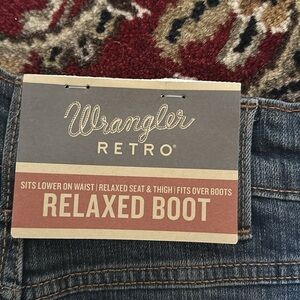 Wrangler
RETRO®
SITS LOWER ON WAIST | RELAXED SEAT & THIGH | FITS OVER BOOTS
RELAXED BOOT